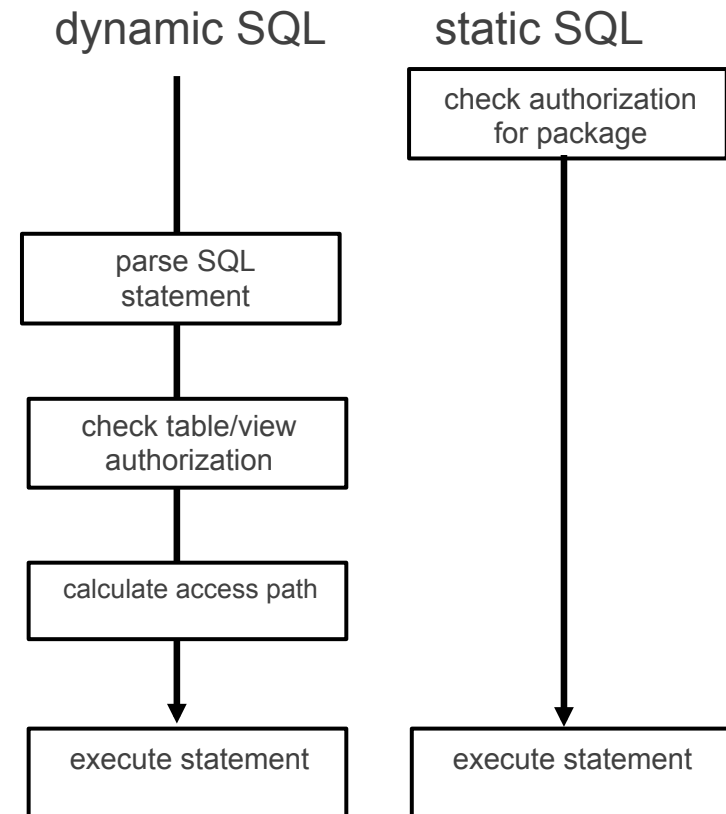 dynamic SQL
static SQL
check authorization
for package
parse SQL
statement
check table/view
authorization
calculate access path
execute statement
execute statement